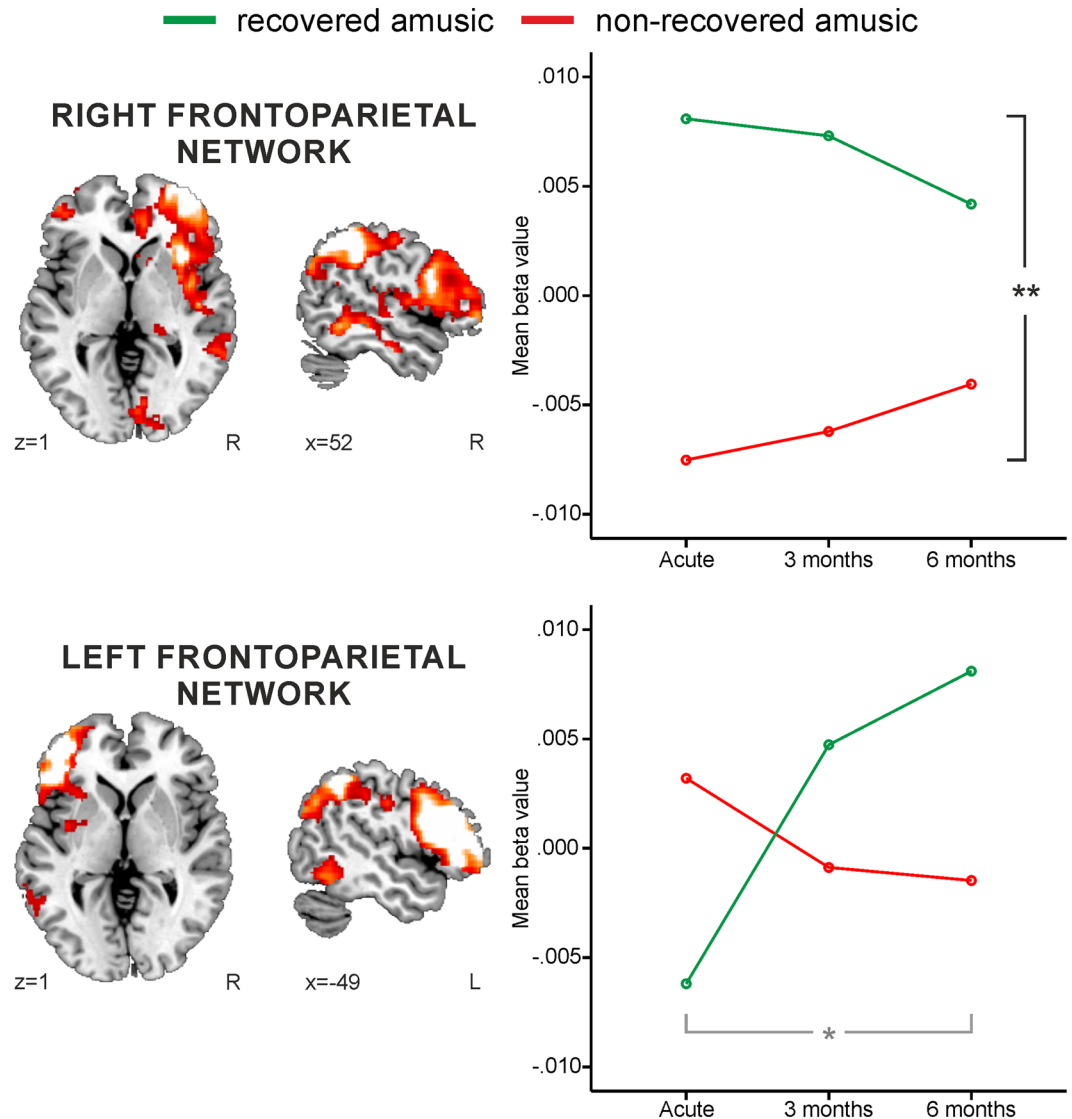 recovered amusic non-recovered amusic
RIGHT FRONTOPARIETAL
NETWORK
z=1 R x=52 R
Mean beta value
.010
.005
.000
-.005
-.010
**
Acute 3 months 6 months
LEFT FRONTOPARIETAL
NETWORK
z=1 R x=-49 L
Mean beta value
.010
.005
.000
-.005
-.010
*
Acute 3 months 6 months